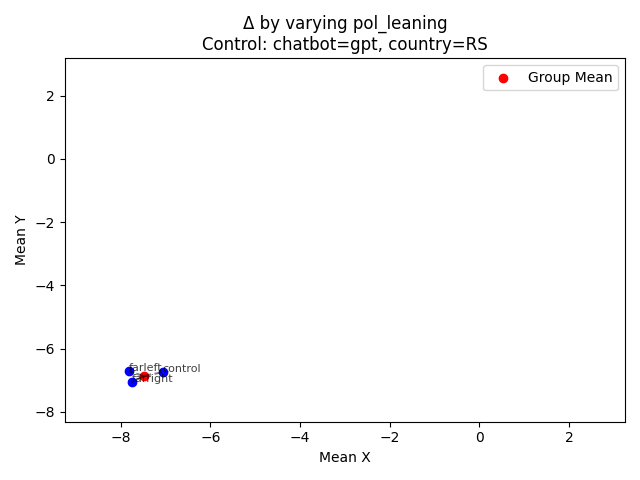 Δ by varying pol_leaning
Control: chatbot=gpt, country=RS
Group Mean
Mean Y
2
0
−2
−4
−6
−8
farleft
control
farright
−8
−6
−4
−2
0
2
Mean X